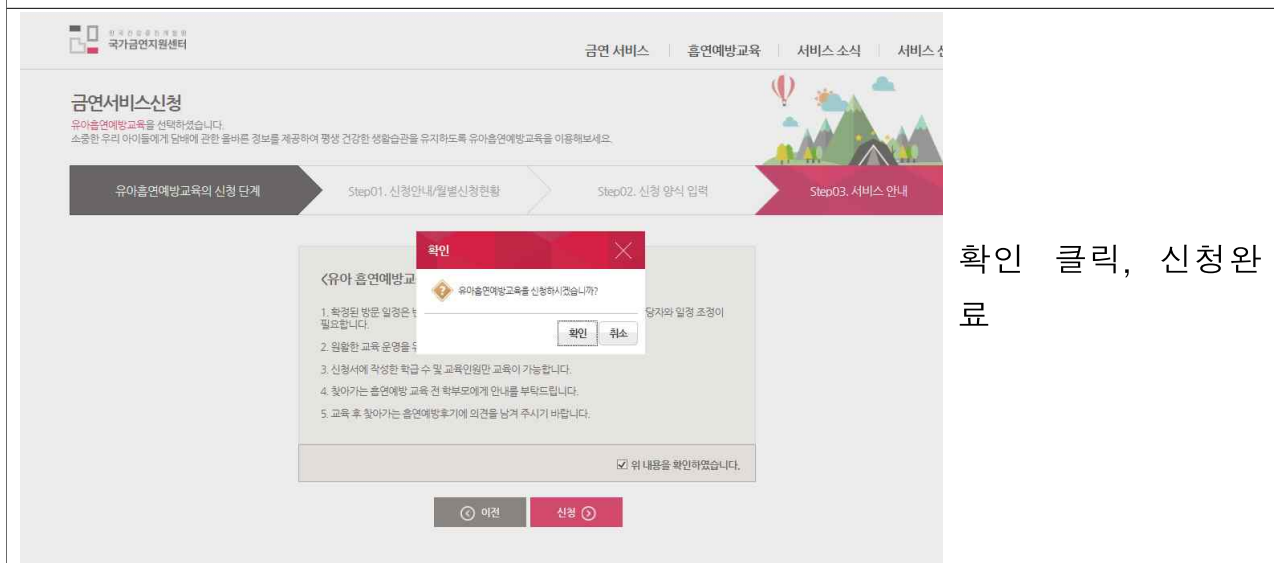 국가금연지원센터
금연 서비스 흡연예방교육 서비스 소식 서비스
금연서비스신청
유아흡연예방교육을 선택하셨습니다.
소중한 우리 아이들에게 담배에 관한 올바른 정보를 제공하여 평생 건강한 생활습관을 유지하도록 유아흡연예방교육을 이용해보세요.
유아흡연예방교육의 신청 단계 Step01. 신청안내/월별신청현황 Step02. 신청 양식 입력 Step03. 서비스 안내
확인
<유아 흡연예방교
유아흡연예방교육를 신청하시겠습니까?
1. 확정된 방문 일정은 당자와 일정 조정이
필요합니다.
확인 취소
2. 원활한 교육 운영을
3. 신청서에 작성한 학급 수 및 교육인원만 교육이 가능합니다.
4. 찾아가는 흡연예방 교육 전 학부모에게 안내를 부탁드립니다.
5. 교육 후 찾아가는 흡연예방후기에 의견을 남겨 주시기 바랍니다.
위 내용을 확인하였습니다.
이전 신청
확인 클릭, 신청완
료